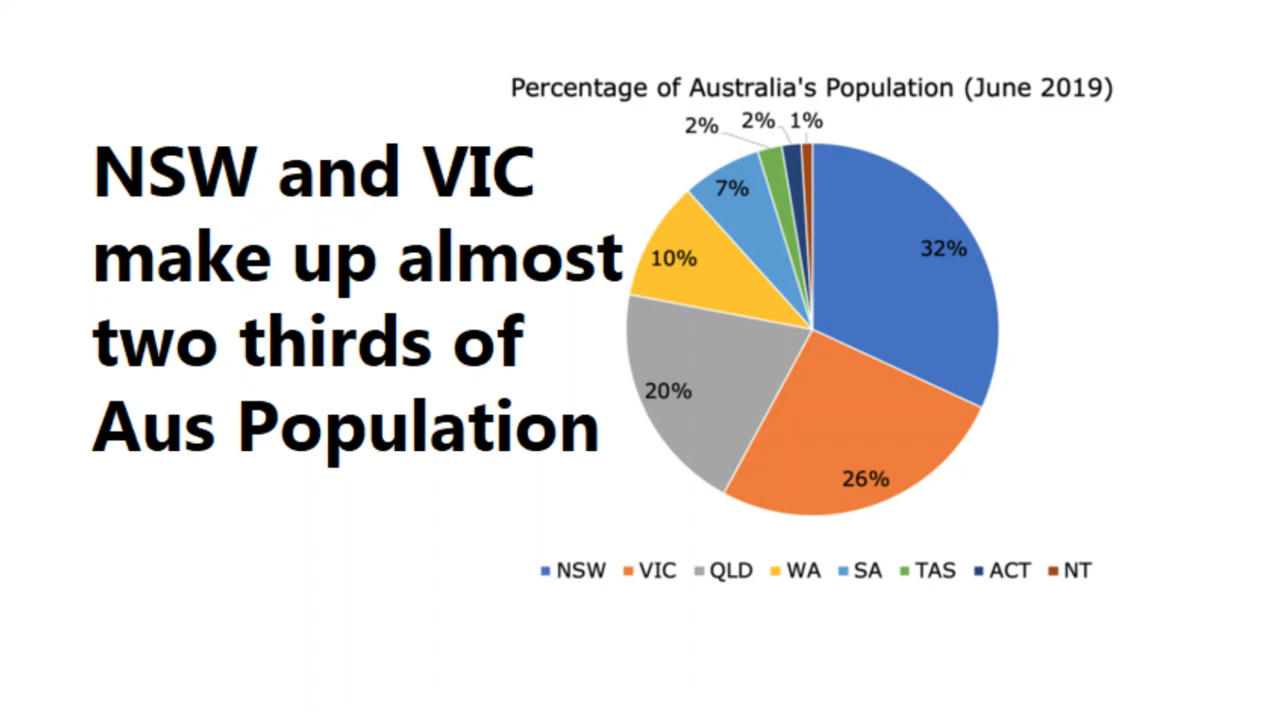 NSW and VIC
make up almost
two thirds of
Aus Population
Percentage of Australia's Population (June 2019)
2% 2% 1%
7%
32%
10%
20%
26%
NSW VIC QLD WA SA TAS ACT NT